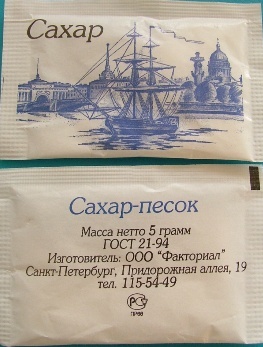 Сахар
Сахар-песок
Масса нетто 5 грамм
ГОСТ 21-94
Изготовитель: ООО "Факториал"
Санкт-Петербург, Придорожная аллея, 19
тел. 115-54-49